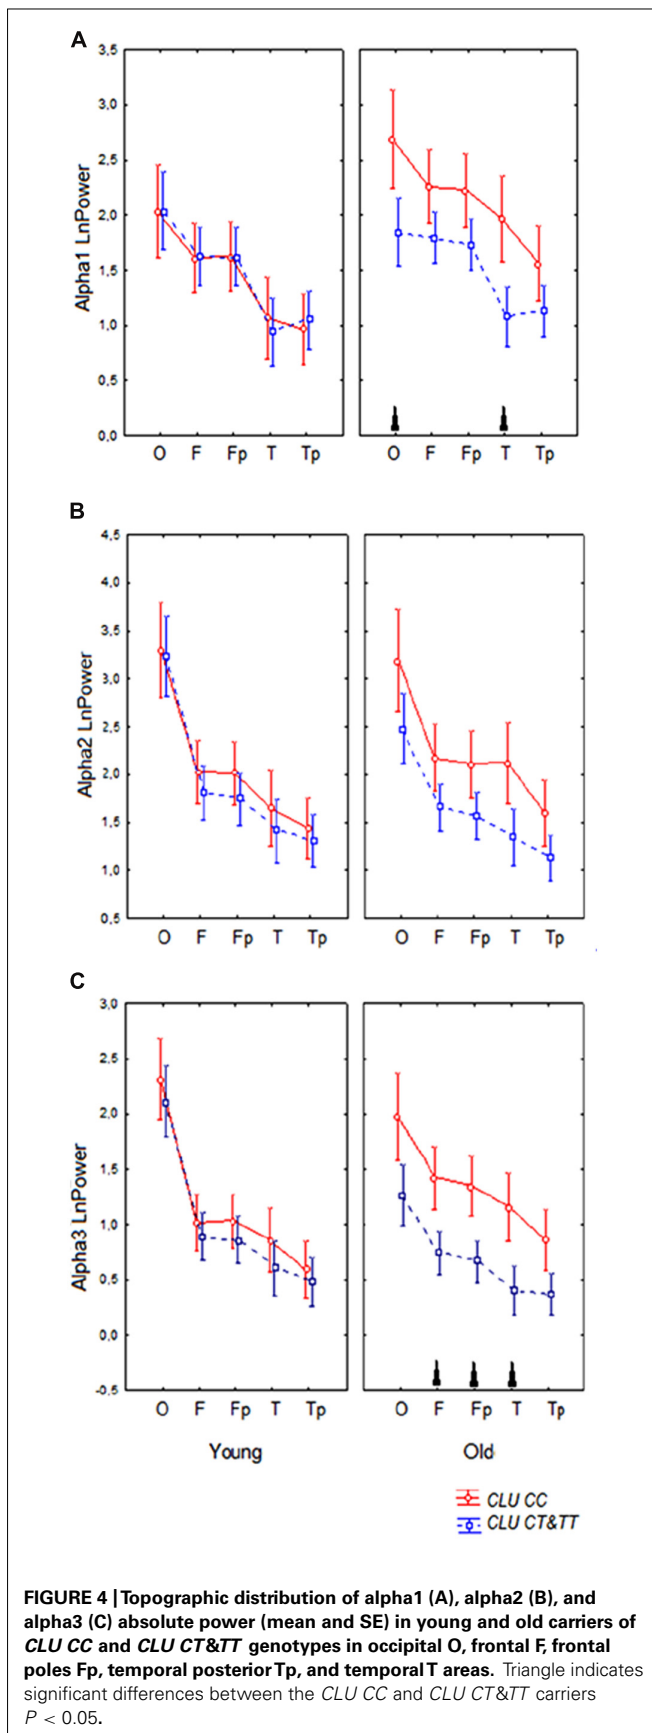 A
Alpha1 LnPower
3,5
3,0
2,5
2,0
1,5
1,0
0,5
0,0
O F Fp T Tp
O F Fp T Tp
B
Alpha2 LnPower
4,5
4,0
3,5
3,0
2,5
2,0
1,5
1,0
0,5
O F Fp T Tp
O F Fp T Tp
C
Alpha3 LnPower
3,0
2,5
2,0
1,5
1,0
0,5
0,0
-0,5
O F Fp T Tp
O F Fp T Tp
Young Old
CLU CC
CLU CT&TT
FIGURE 4 | Topographic distribution of alpha1 (A), alpha2 (B), and
alpha3 (C) absolute power (mean and SE) in young and old carriers of
CLU CC and CLU CT&TT genotypes in occipital O, frontal F, frontal
poles Fp, temporal posterior Tp, and temporal T areas. Triangle indicates
significant differences between the CLU CC and CLU CT&TT carriers
P < 0.05.